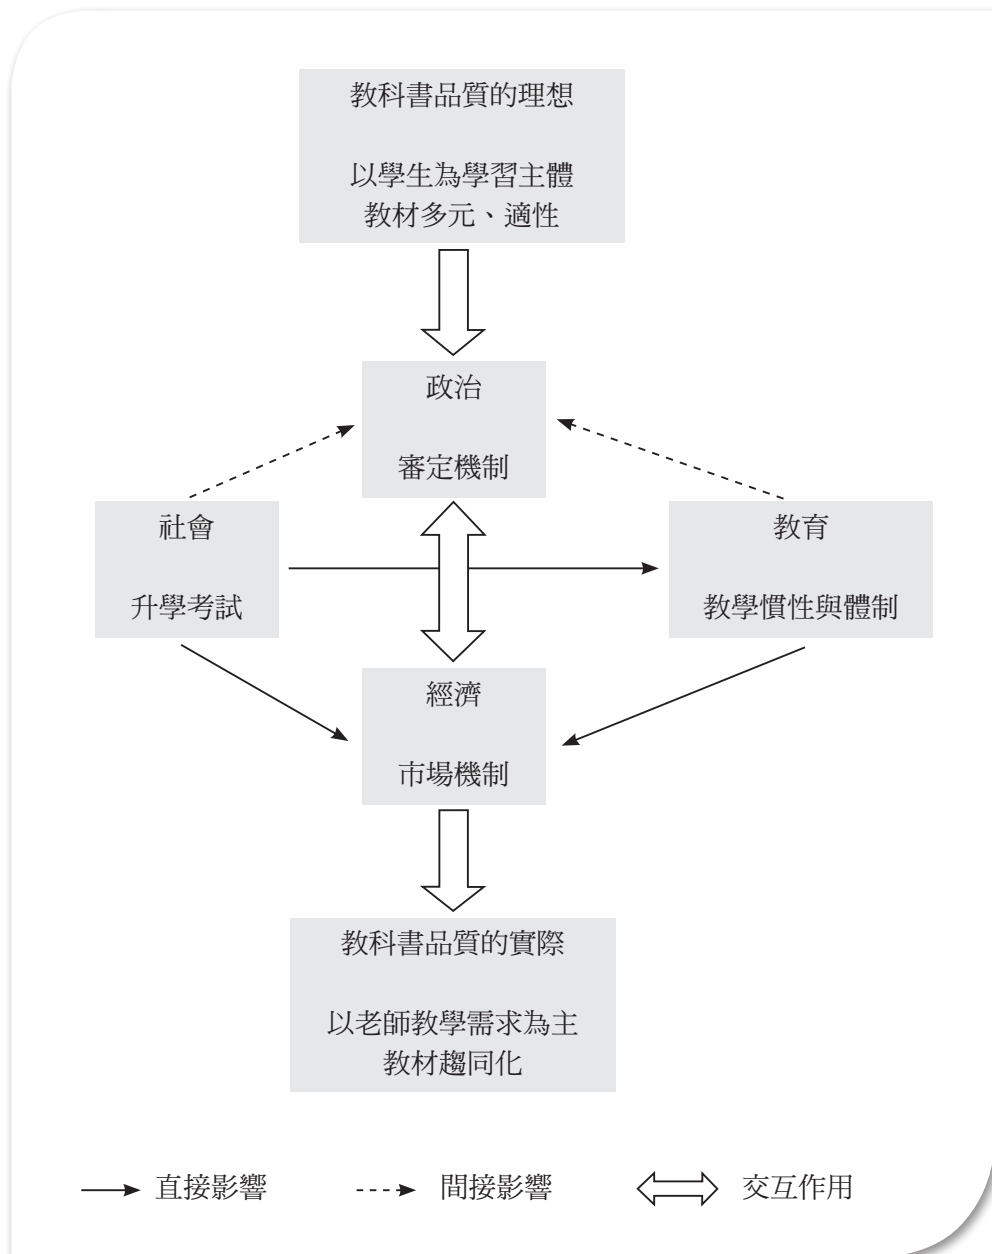 教科書品質的理想
以學生為學習主體
教材多元、適性
政治
審定機制
社會
升學考試
教育
教學慣性與體制
經濟
市場機制
教科書品質的實際
以老師教學需求為主
教材趨同化
直接影響
間接影響
交互作用